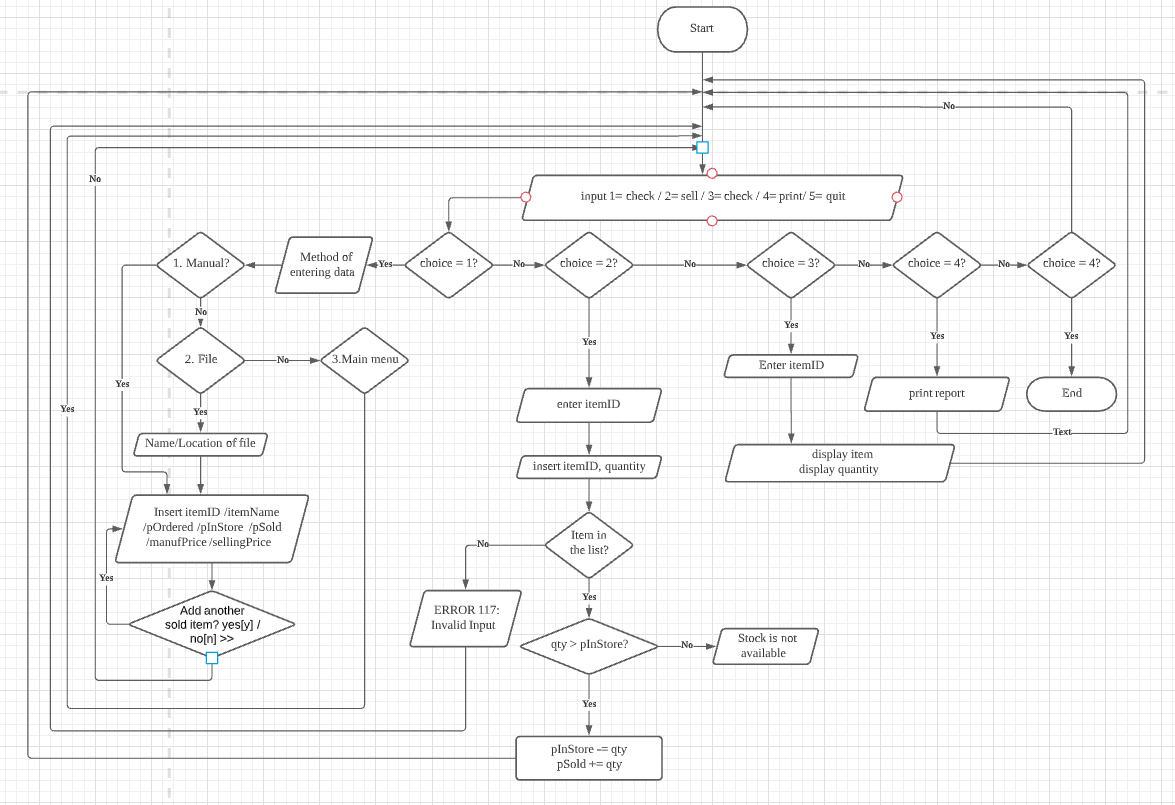 Start
No
No
input 1= check / 2= sell / 3= check / 4= print/ 5= quit
1. Manual?
Method of
entering data
Yes
choice = 1?
No
choice = 2?
No
choice = 3?
No
choice = 4?
No
choice = 4?
No
Yes
Yes
Yes
Yes
2. File
No
3.Main menu
Enter itemID
Yes
print report
End
Yes
Yes
enter itemID
Text
Name/Location of file
display item
display quantity
insert itemID, quantity
Insert itemID /itemName
/pOrdered /pInStore /pSold
/manufPrice /sellingPrice
Item in
the list?
No
Yes
Yes
Add another
sold item? yes[y] /
no[n] >>
ERROR 117:
Invalid Input
qty > pInStore?
No
Stock is not
available
Yes
pInStore -= qty
pSold += qty